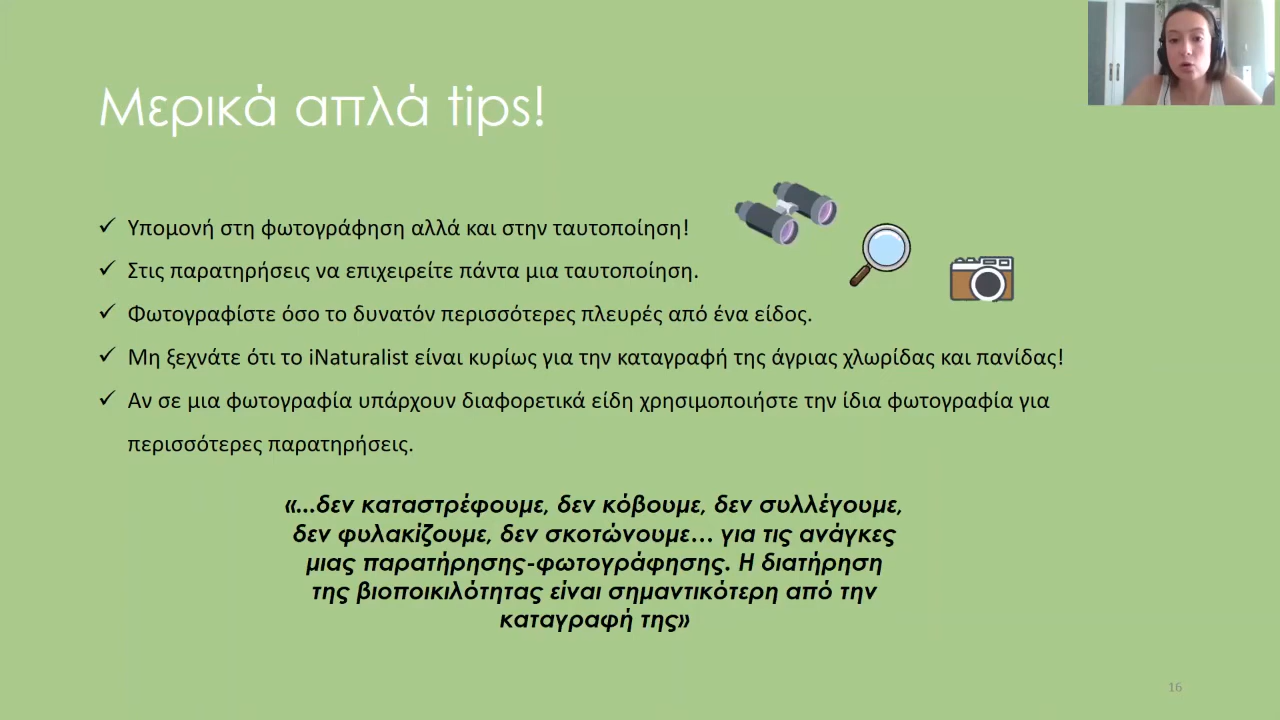 Μερικά απλά tips!
✓ Υπομονή στη φωτογράφηση αλλά και στην ταυτοποίηση!
✓ Στις παρατηρήσεις να επιχειρείτε πάντα μια ταυτοποίηση.
✓ Φωτογραφίστε όσο το δυνατόν περισσότερες πλευρές από ένα είδος.
✓ Μη ξεχνάτε ότι το iNaturalist είναι κυρίως για την καταγραφή της άγριας χλωρίδας και πανίδας!
✓ Αν σε μια φωτογραφία υπάρχουν διαφορετικά είδη χρησιμοποιήστε την ίδια φωτογραφία για
περισσότερες παρατηρήσεις.
«...δεν καταστρέφουμε, δεν κόβουμε, δεν συλλέγουμε,
δεν φυλακίζουμε, δεν σκοτώνουμε... για τις ανάγκες
μιας παρατήρησης-φωτογράφησης. Η διατήρηση
της βιοποικιλότητας είναι σημαντικότερη από την
καταγραφή της»
16